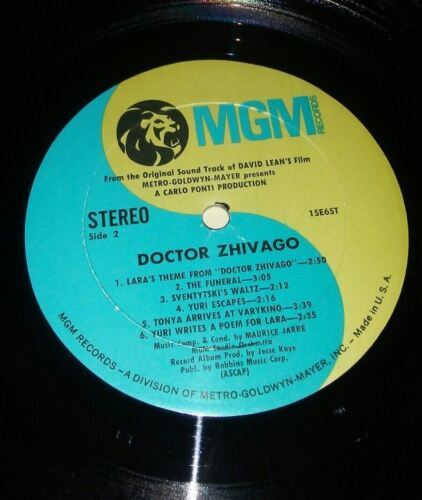 MGM
RECORDS
From the Original Sound Track of DAVID LEAN'S Film
METRO-GOLDWYN-MAYER presents
A CARLO PONTI PRODUCTION
STEREO
Side 2
1SE6ST
DOCTOR ZHIVAGO
1. LARA'S THEME FROM "DOCTOR ZHIVAGO"—2:50
2. THE FUNERAL—3:05
3. SVENTYTSKI'S WALTZ—2:12
4. YURI ESCAPES—2:16
5. TONYA ARRIVES AT VARYKINO—3:39
6. YURI WRITES A POEM FOR LARA—2:35
Music Comp. & Cond. by MAURICE JARRE
MGM Studio Orchestra
Record Album Prod. by Jesse Kaye
Publ. by Robbins Music Corp.
(ASCAP)
MGM RECORDS—A DIVISION OF METRO-GOLDWYN-MAYER, INC.—Made in U.S.A.